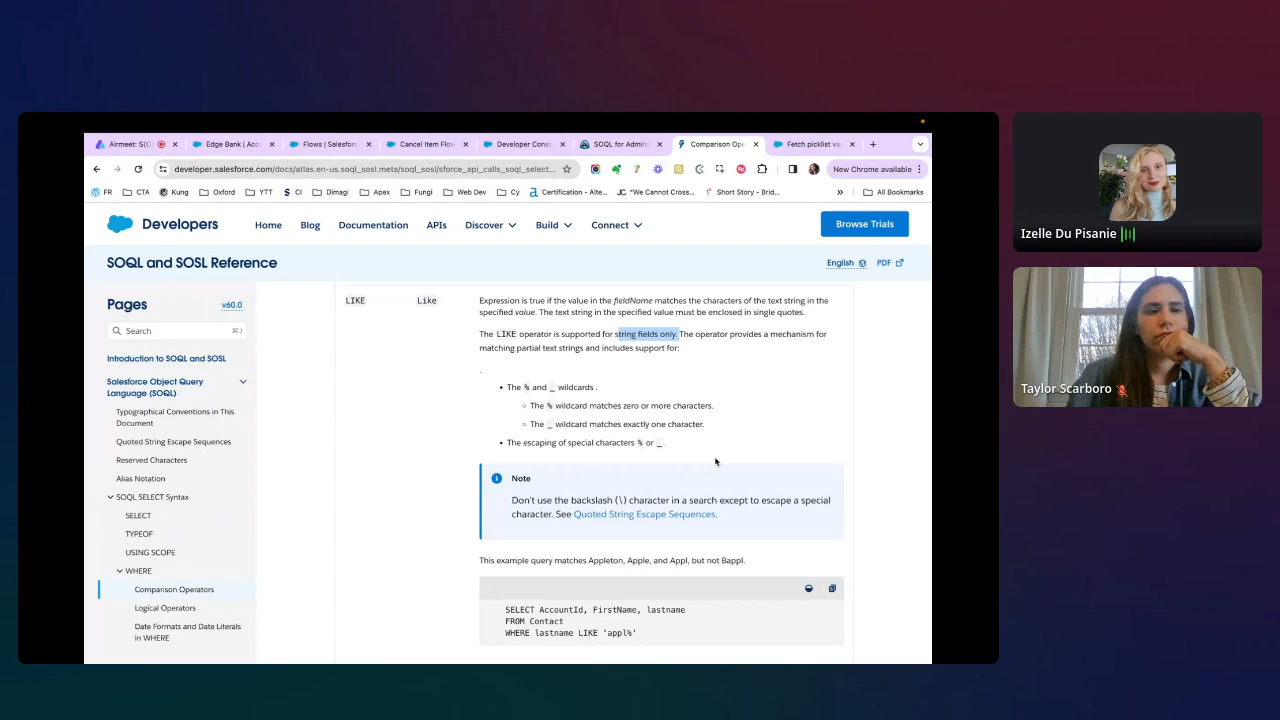 Airmeet: S(O
Edge Bank | Acc
Flows | Salesforc
Cancel Item Flow
Developer Conso
SOQL for Admin
Comparison Ope
Fetch picklist va
developer.salesforce.com/docs/atlas.en-us.soql_sosl.meta/soql_sosl/sforce_api_calls_soql_select...
New Chrome available
FR
CTA
Kung
Oxford
YTT
CI
Dimagi
Apex
Fungi
Web Dev
Cy
Certification - Alte...
"We Cannot Cross...
Short Story - Brid...
»
All Bookmarks
Developers
Home
Blog
Documentation
APIs
Discover
Build
Connect
Browse Trials
SOQL and SOSL Reference
English
PDF
Pages
v60.0
Search
⌘J
Introduction to SOQL and SOSL
Salesforce Object Query
Language (SOQL)
Typographical Conventions in This
Document
Quoted String Escape Sequences
Reserved Characters
Alias Notation
SOQL SELECT Syntax
SELECT
TYPEOF
USING SCOPE
WHERE
Comparison Operators
Logical Operators
Date Formats and Date Literals
in WHERE
LIKE
Like
Expression is true if the value in the fieldName matches the characters of the text string in the
specified value. The text string in the specified value must be enclosed in single quotes.
The LIKE operator is supported for string fields only. The operator provides a mechanism for
matching partial text strings and includes support for:
.
• The % and _ wildcards .
○ The % wildcard matches zero or more characters.
○ The _ wildcard matches exactly one character.
• The escaping of special characters % or _.
Note
Don't use the backslash (\) character in a search except to escape a special
character. See Quoted String Escape Sequences.
This example query matches Appleton, Apple, and Appl, but not Bappl.
SELECT AccountId, FirstName, lastname
FROM Contact
WHERE lastname LIKE 'appl%'
Izelle Du Pisanie
Taylor Scarboro